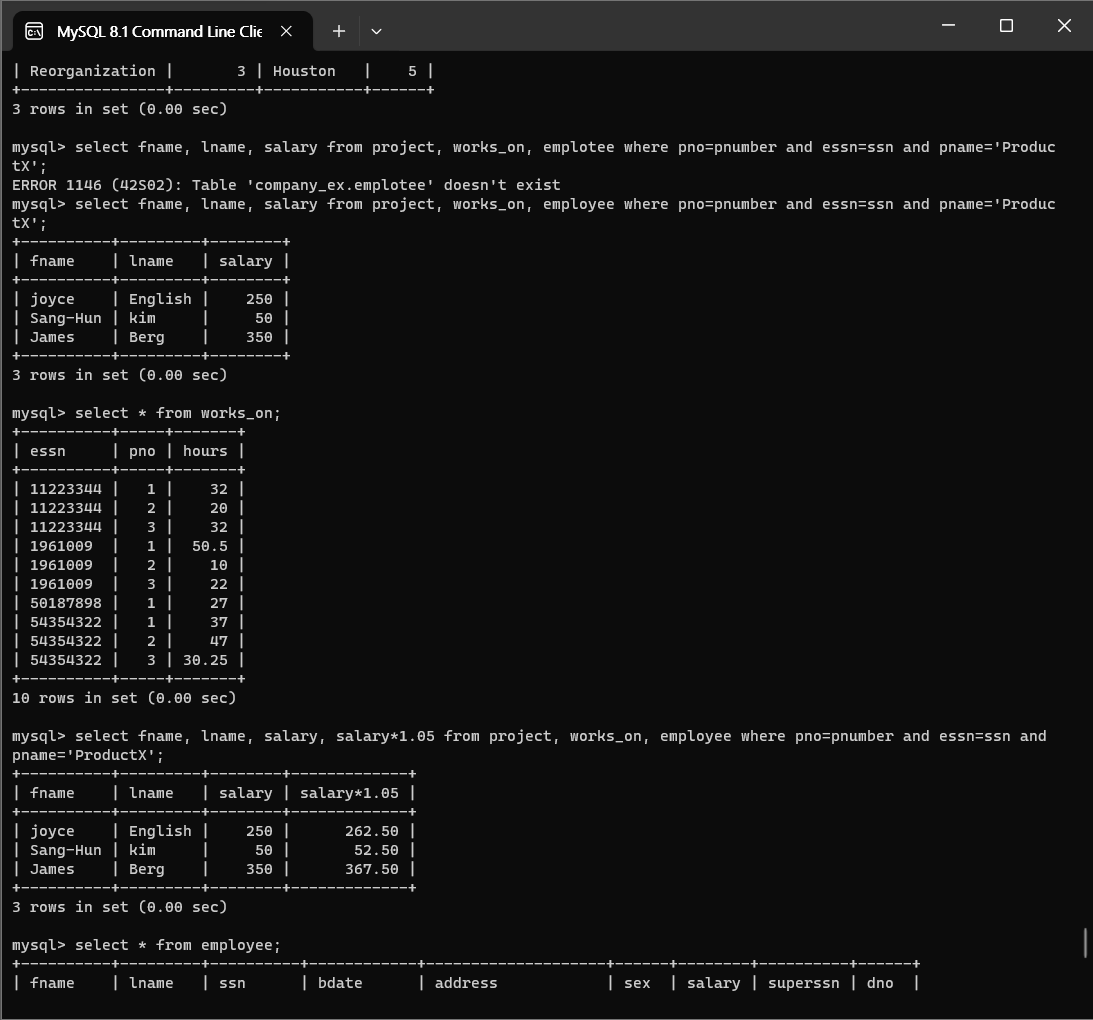 MySQL 8.1 Command Line Clie
| Reorganization |       3 | Houston   |    5 |
+----------------+---------+-----------+------+
3 rows in set (0.00 sec)
mysql> select fname, lname, salary from project, works_on, emplotee where pno=pnumber and essn=ssn and pname='Produc
tX';
ERROR 1146 (42S02): Table 'company_ex.emplotee' doesn't exist
mysql> select fname, lname, salary from project, works_on, employee where pno=pnumber and essn=ssn and pname='Produc
tX';
+----------+---------+--------+
| fname    | lname   | salary |
+----------+---------+--------+
| joyce    | English |    250 |
| Sang-Hun | kim     |     50 |
| James    | Berg    |    350 |
+----------+---------+--------+
3 rows in set (0.00 sec)
mysql> select * from works_on;
+----------+-----+-------+
| essn     | pno | hours |
+----------+-----+-------+
| 11223344 |   1 |    32 |
| 11223344 |   2 |    20 |
| 11223344 |   3 |    32 |
| 1961009  |   1 |  50.5 |
| 1961009  |   2 |    10 |
| 1961009  |   3 |    22 |
| 50187898 |   1 |    27 |
| 54354322 |   1 |    37 |
| 54354322 |   2 |    47 |
| 54354322 |   3 | 30.25 |
+----------+-----+-------+
10 rows in set (0.00 sec)
mysql> select fname, lname, salary, salary*1.05 from project, works_on, employee where pno=pnumber and essn=ssn and
pname='ProductX';
+----------+---------+--------+-------------+
| fname    | lname   | salary | salary*1.05 |
+----------+---------+--------+-------------+
| joyce    | English |    250 |      262.50 |
| Sang-Hun | kim     |     50 |       52.50 |
| James    | Berg    |    350 |      367.50 |
+----------+---------+--------+-------------+
3 rows in set (0.00 sec)
mysql> select * from employee;
+----------+---------+----------+------------+--------------------+------+--------+----------+------+
| fname    | lname   | ssn      | bdate      | address            | sex  | salary | superssn | dno  |